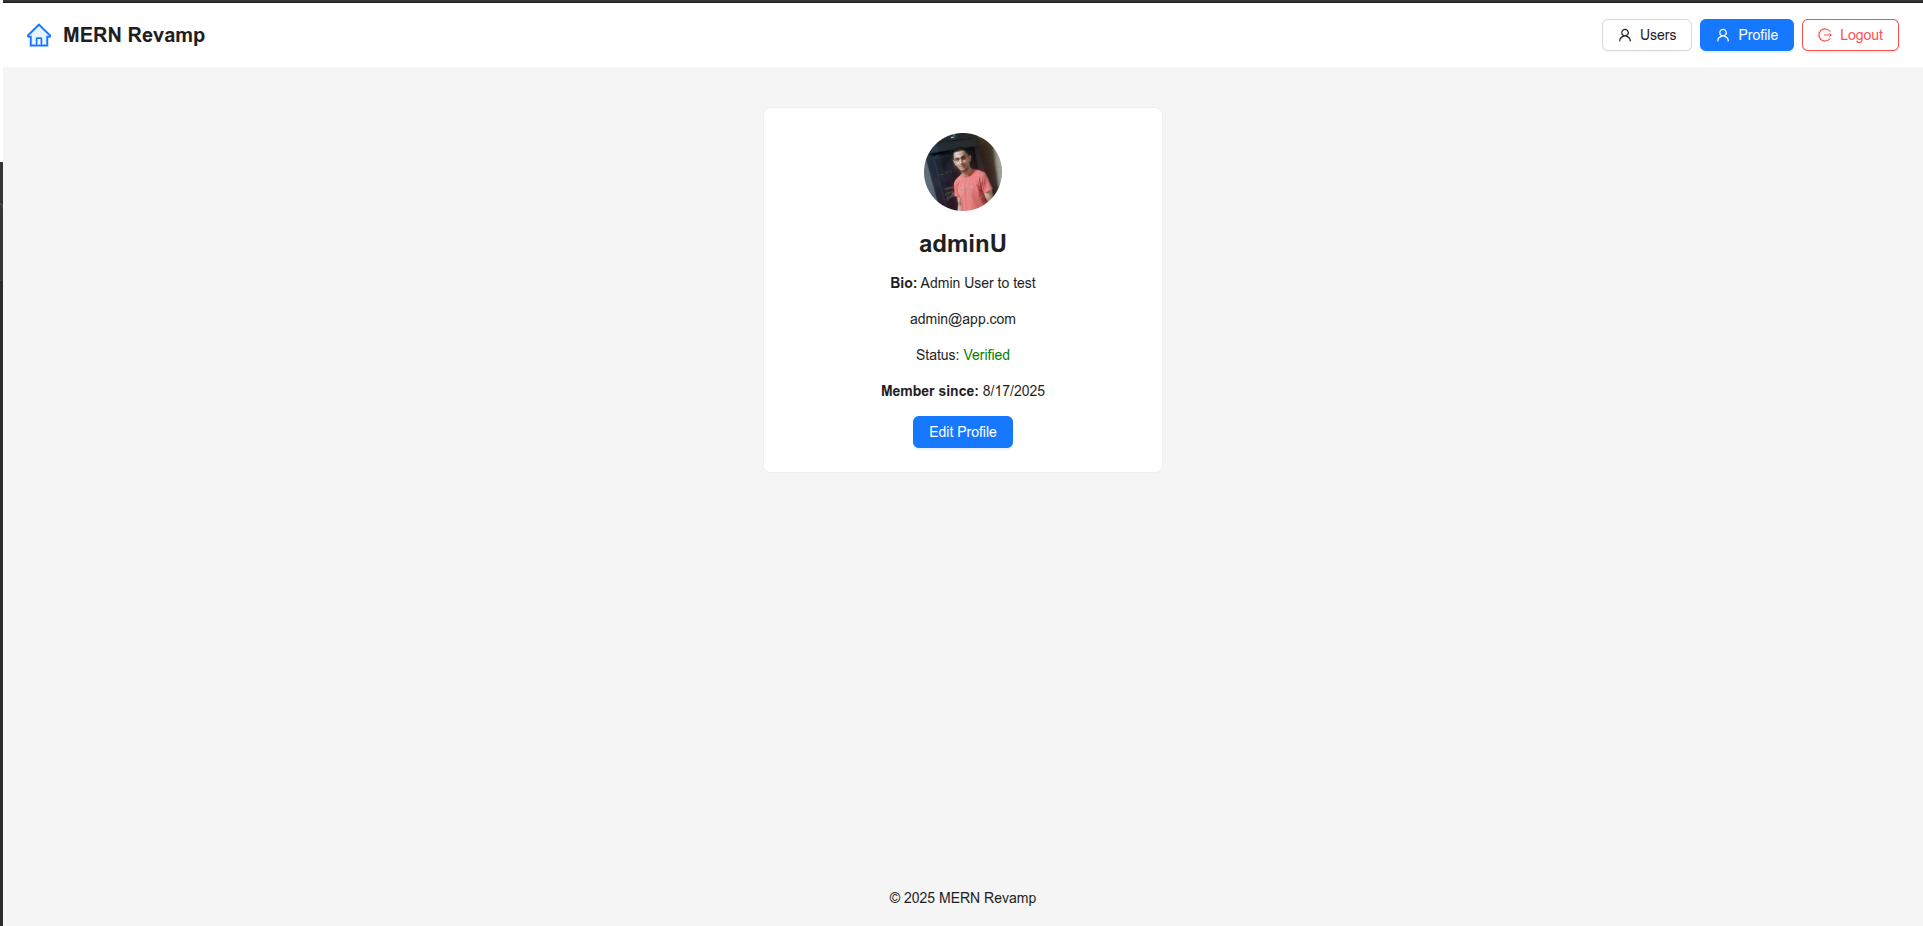 MERN Revamp
Users
Profile
Logout
adminU
Bio: Admin User to test
admin@app.com
Status: Verified
Member since: 8/17/2025
Edit Profile
© 2025 MERN Revamp